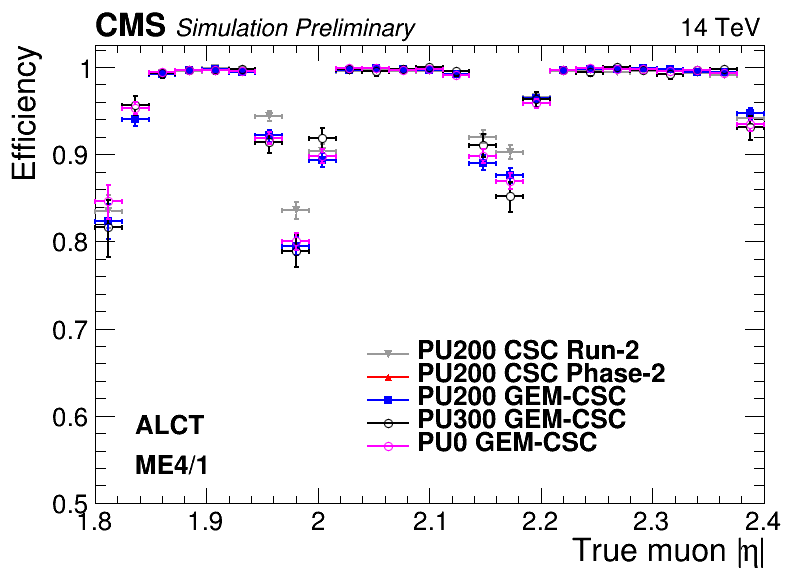 CMS Simulation Preliminary 14 TeV
Efficiency
1
0.9
0.8
0.7
0.6
0.5
PU200 CSC Run-2
PU200 CSC Phase-2
PU200 GEM-CSC
PU300 GEM-CSC
PU0 GEM-CSC
ALCT
ME4/1
1.8 1.9 2 2.1 2.2 2.3 2.4
True muon |η|